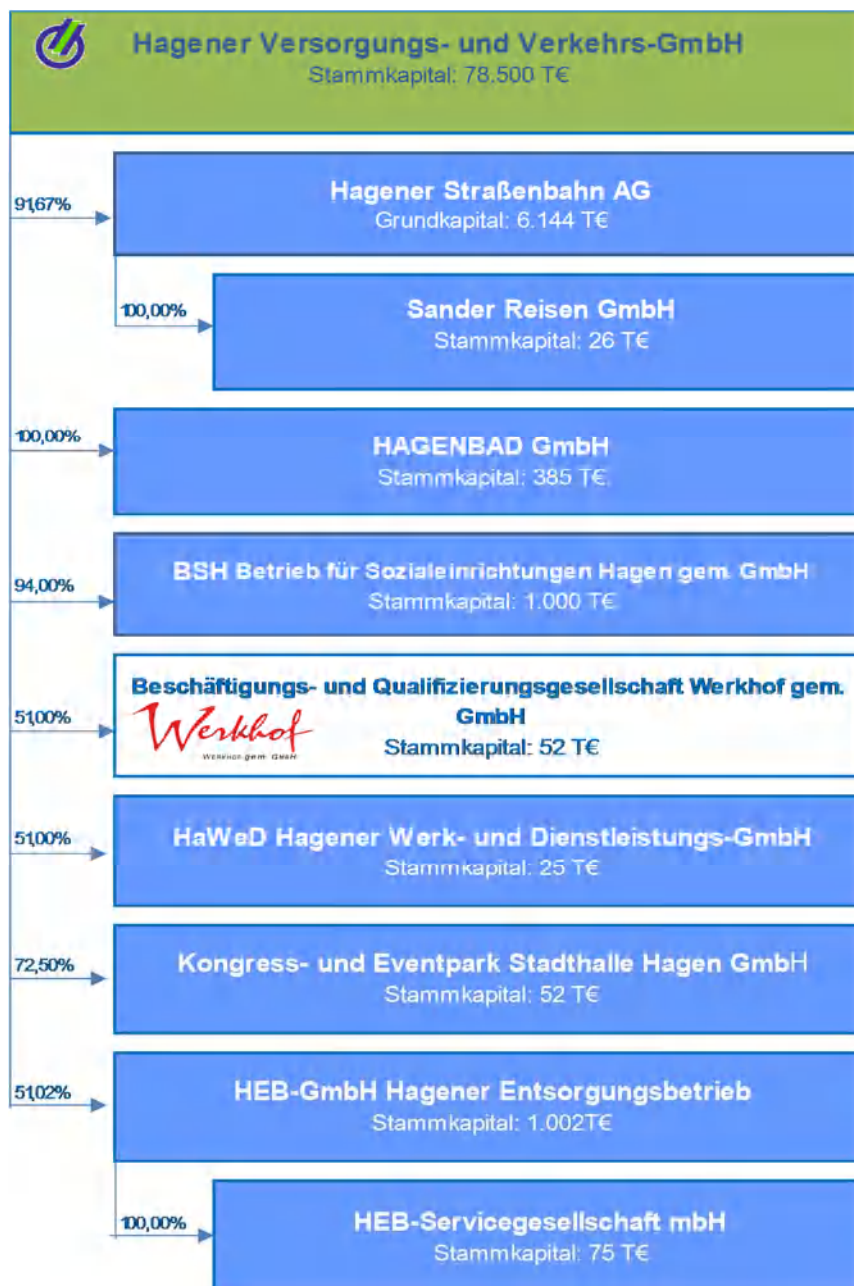 Hagener Versorgungs- und Verkehrs-GmbH
Stammkapital: 78.500 T€
91,67%
Hagener Straßenbahn AG
Grundkapital: 6.144 T€
100,00%
Sander Reisen GmbH
Stammkapital: 26 T€
100,00%
HAGENBAD GmbH
Stammkapital: 385 T€
94,00%
BSH Betrieb für Sozialeinrichtungen Hagen gem. GmbH
Stammkapital: 1.000 T€
51,00%
Beschäftigungs- und Qualifizierungsgesellschaft Werkhof gem.
GmbH
Werkhof
Werkhof gem. GmbH
Stammkapital: 52 T€
51,00%
HaWeD Hagener Werk- und Dienstleistungs-GmbH
Stammkapital: 25 T€
72,50%
Kongress- und Eventpark Stadthalle Hagen GmbH
Stammkapital: 52 T€
51,02%
HEB-GmbH Hagener Entsorgungsbetrieb
Stammkapital: 1.002T€
100,00%
HEB-Servicegesellschaft mbH
Stammkapital: 75 T€